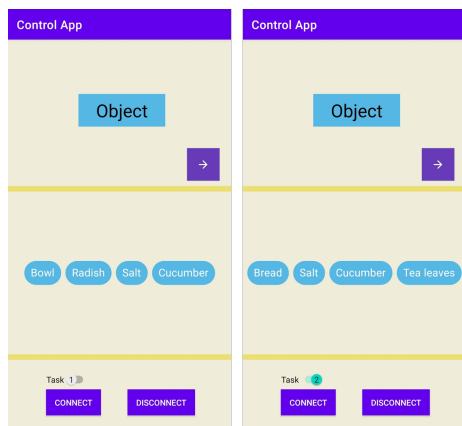 Control App
Object
→
Bowl Radish Salt Cucumber
Task 1
CONNECT DISCONNECT
Control App
Object
→
Bread Salt Cucumber Tea leaves
Task 2
CONNECT DISCONNECT